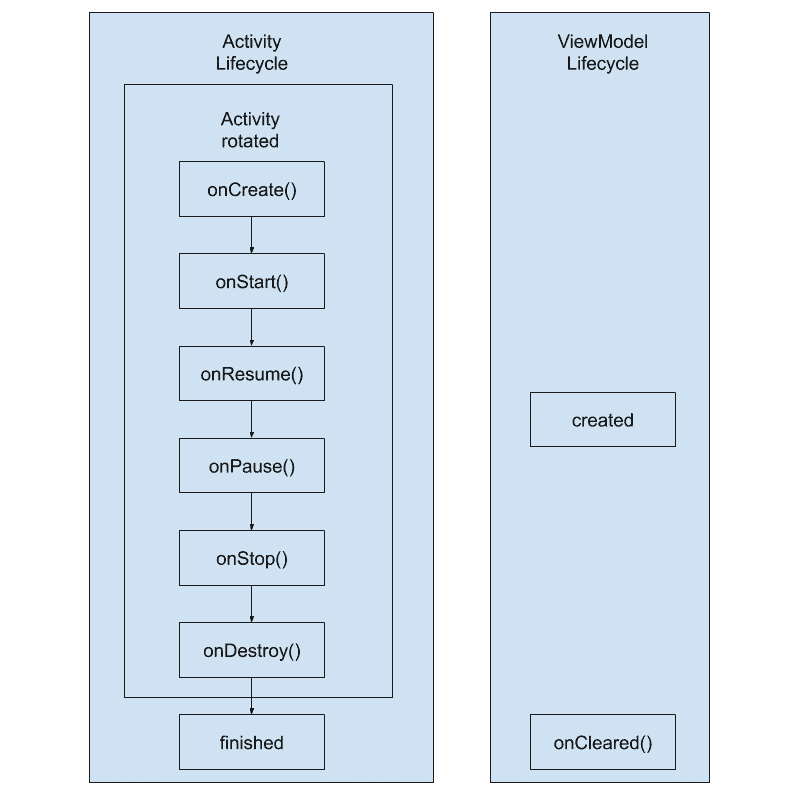 Activity
Lifecycle
Activity
rotated
onCreate()
onStart()
onResume()
onPause()
onStop()
onDestroy()
finished
ViewModel
Lifecycle
created
onCleared()